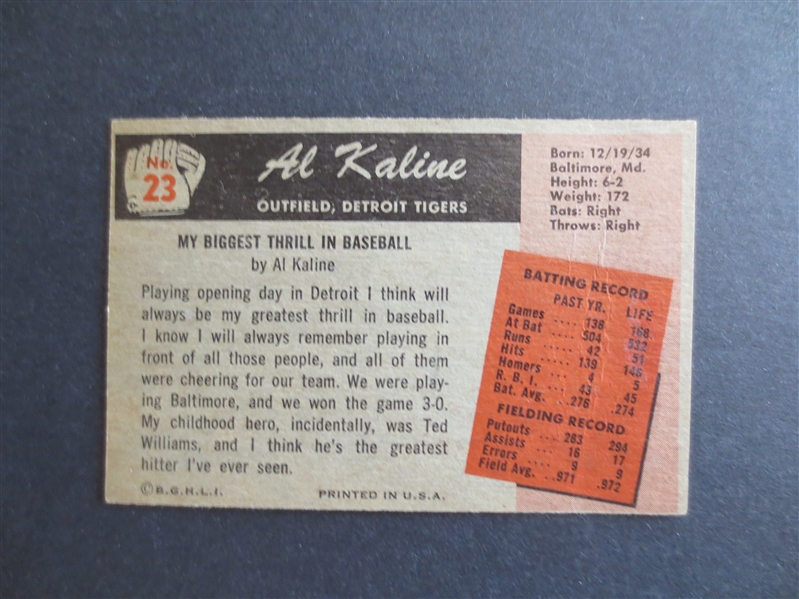 No.
23
Al Kaline
OUTFIELD, DETROIT TIGERS
Born: 12/19/34
Baltimore, Md.
Height: 6-2
Weight: 172
Bats: Right
Throws: Right
MY BIGGEST THRILL IN BASEBALL
by Al Kaline
Playing opening day in Detroit I think will
always be my greatest thrill in baseball.
I know I will always remember playing in
front of all those people, and all of them
were cheering for our team. We were play-
ing Baltimore, and we won the game 3-0.
My childhood hero, incidentally, was Ted
Williams, and I think he's the greatest
hitter I've ever seen.
© B.G.H.L.I. PRINTED IN U.S.A.
BATTING RECORD
PAST YR. LIFE
Games .... 138 168
At Bat .... 504 532
Runs .... 42 51
Hits .... 139 146
Homers .... 4 5
R. B. I. .... 43 45
Bat. Avg. .. .276 .274
FIELDING RECORD
Putouts ... 283 294
Assists .... 16 17
Errors .... 9 9
Field Avg. .. .971 .972